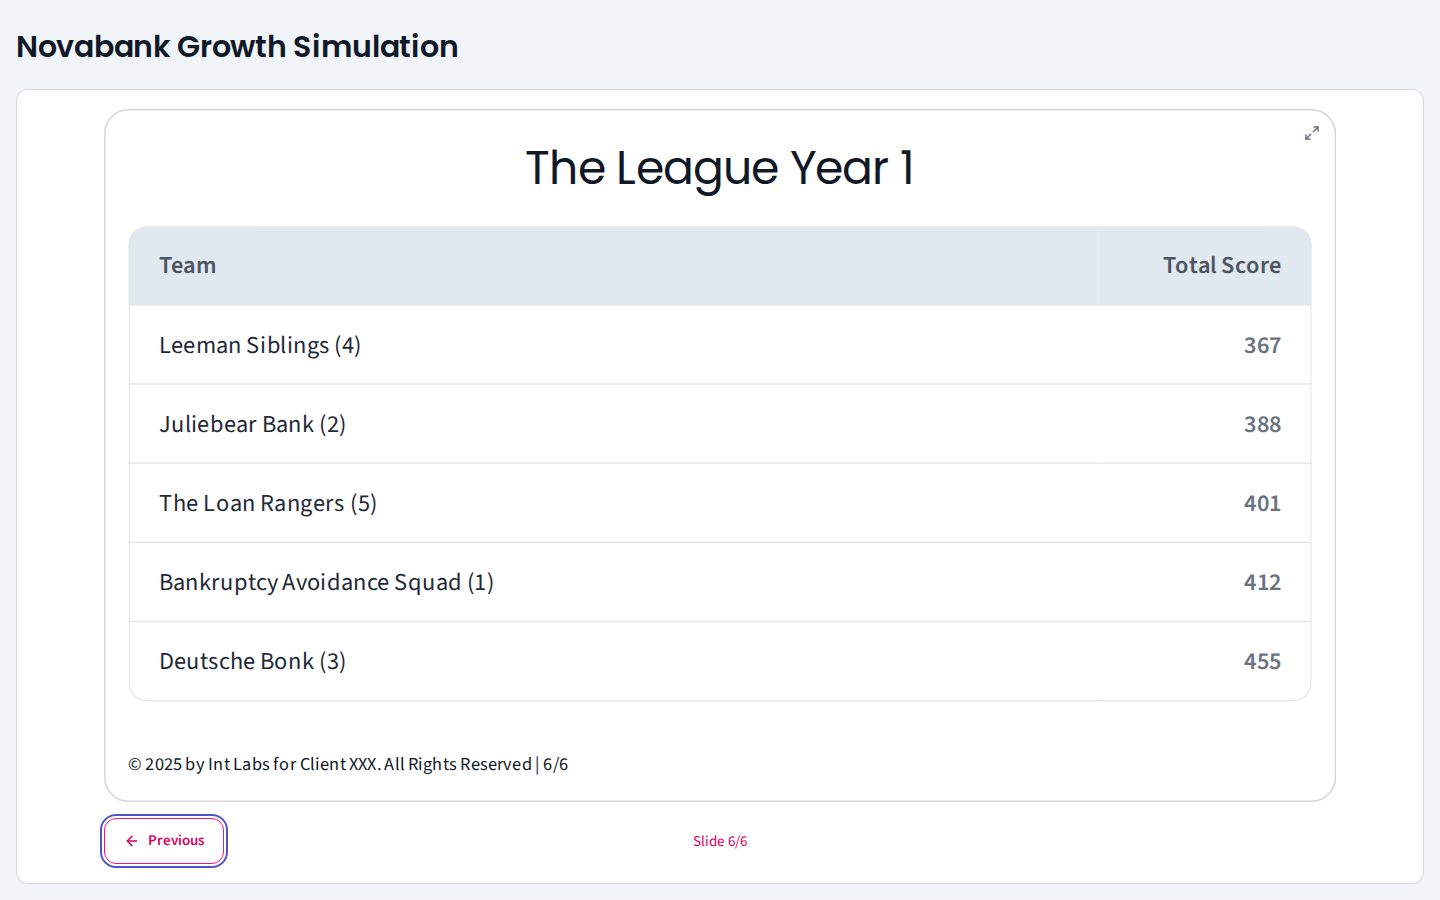 Novabank Growth Simulation
The League Year 1
Team Total Score
Leeman Siblings (4) 367
Juliebear Bank (2) 388
The Loan Rangers (5) 401
Bankruptcy Avoidance Squad (1) 412
Deutsche Bonk (3) 455
© 2025 by Int Labs for Client XXX. All Rights Reserved | 6/6
Previous
Slide 6/6